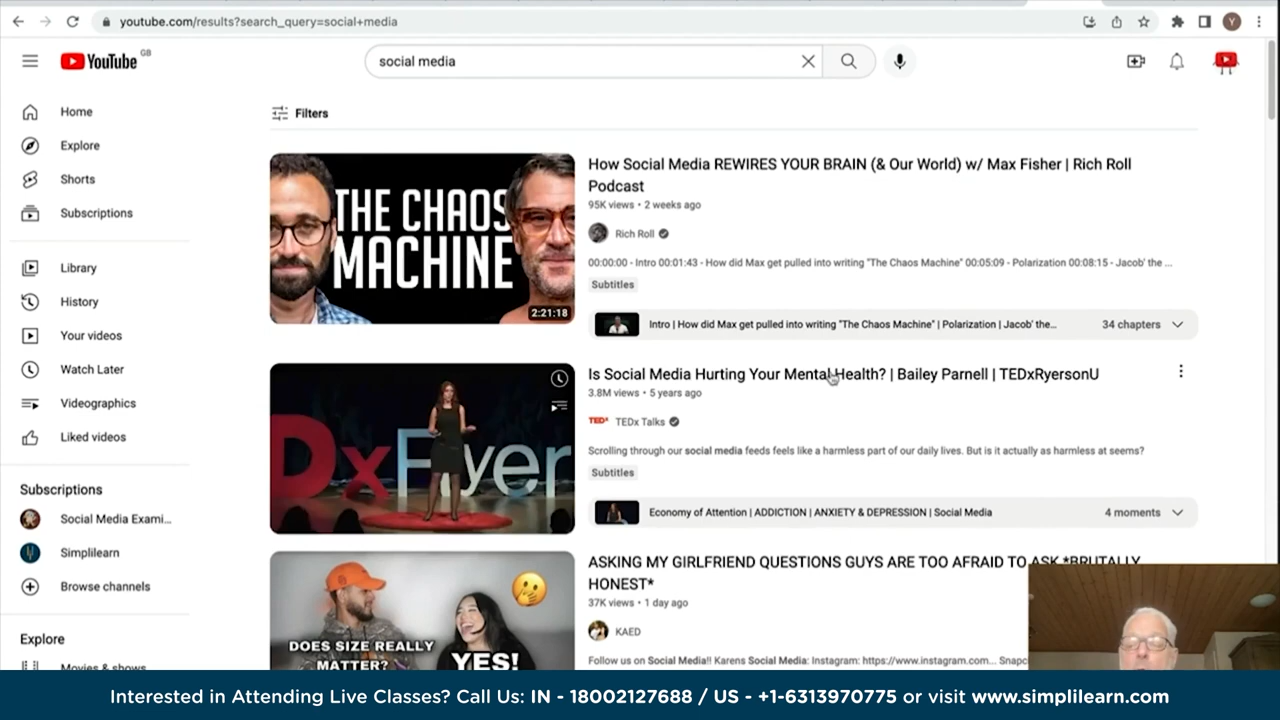 youtube.com/results?search_query=social+media
YouTube GB
social media
Home
Explore
Shorts
Subscriptions
Library
History
Your videos
Watch Later
Videographics
Liked videos
Subscriptions
Social Media Exami...
Simplilearn
Browse channels
Explore
Movies & shows
Filters
THE CHAOS
MACHINE
2:21:18
How Social Media REWIRES YOUR BRAIN (& Our World) w/ Max Fisher | Rich Roll
Podcast
95K views • 2 weeks ago
Rich Roll
00:00:00 - Intro 00:01:43 - How did Max get pulled into writing "The Chaos Machine" 00:05:09 - Polarization 00:08:15 - Jacob' the ...
Subtitles
Intro | How did Max get pulled into writing "The Chaos Machine" | Polarization | Jacob' the...
34 chapters
DxRyer
Is Social Media Hurting Your Mental Health? | Bailey Parnell | TEDxRyersonU
3.8M views • 5 years ago
TEDx
TEDx Talks
Scrolling through our social media feeds feels like a harmless part of our daily lives. But is it actually as harmless at seems?
Subtitles
Economy of Attention | ADDICTION | ANXIETY & DEPRESSION | Social Media
4 moments
DOES SIZE REALLY
MATTER?
YES!
ASKING MY GIRLFRIEND QUESTIONS GUYS ARE TOO AFRAID TO ASK *BRUTALLY
HONEST*
37K views • 1 day ago
KAED
Follow us on Social Media!! Karens Social Media: Instagram: https://www.instagram.com... Snapc
Interested in Attending Live Classes? Call Us: IN - 18002127688 / US - +1-6313970775 or visit www.simplilearn.com